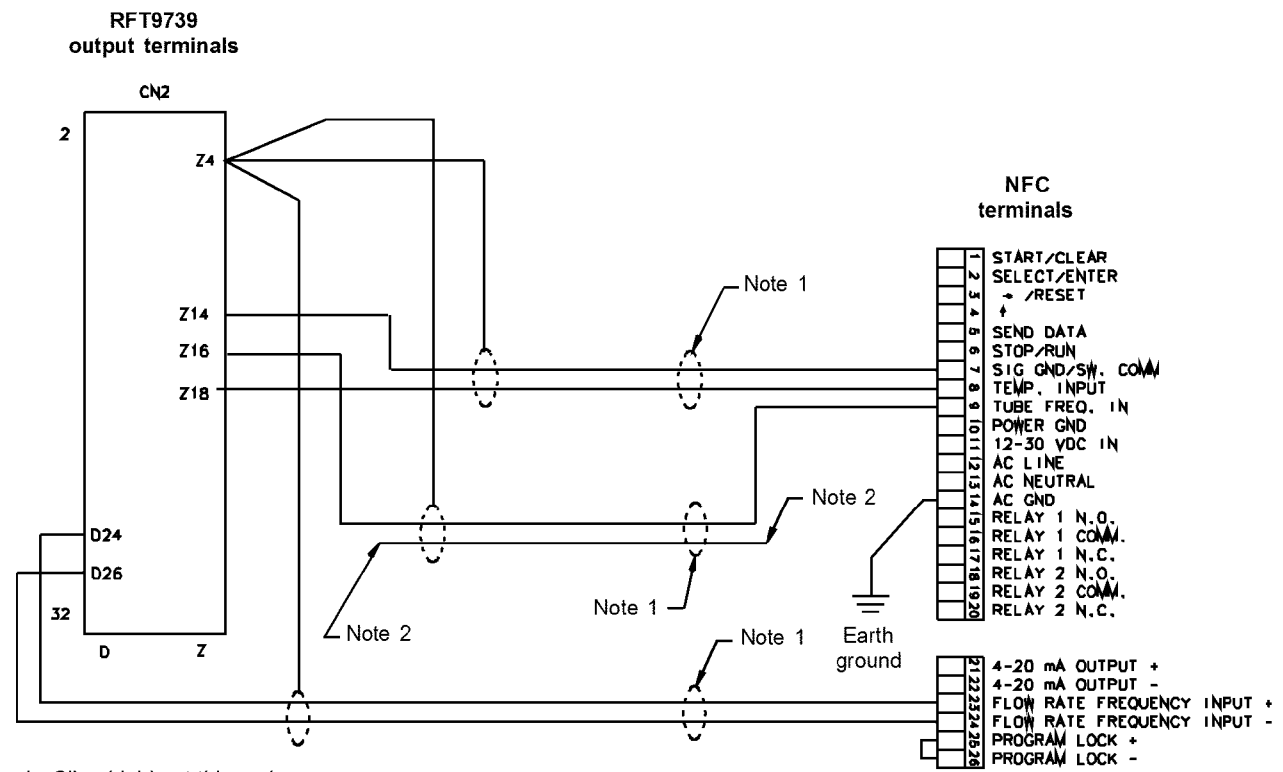 RFT9739
output terminals
CN2
2
Z4
Z14
Z16
Z18
D24
D26
32
D Z
Note 1
Note 2
Note 1
Note 2
Note 1
Earth
ground
NFC
terminals
1 START/CLEAR
2 SELECT/ENTER
3 → /RESET
4 ↑
5 SEND DATA
6 STOP/RUN
7 SIG GND/SW. COMM
8 TEMP. INPUT
9 TUBE FREQ. IN
10 POWER GND
11 12-30 VDC IN
12 AC LINE
13 AC NEUTRAL
14 AC GND
15 RELAY 1 N.O.
16 RELAY 1 COMM.
17 RELAY 1 N.C.
18 RELAY 2 N.O.
19 RELAY 2 COMM.
20 RELAY 2 N.C.
21 4-20 mA OUTPUT +
22 4-20 mA OUTPUT -
23 FLOW RATE FREQUENCY INPUT +
24 FLOW RATE FREQUENCY INPUT -
25 PROGRAM LOCK +
26 PROGRAM LOCK -